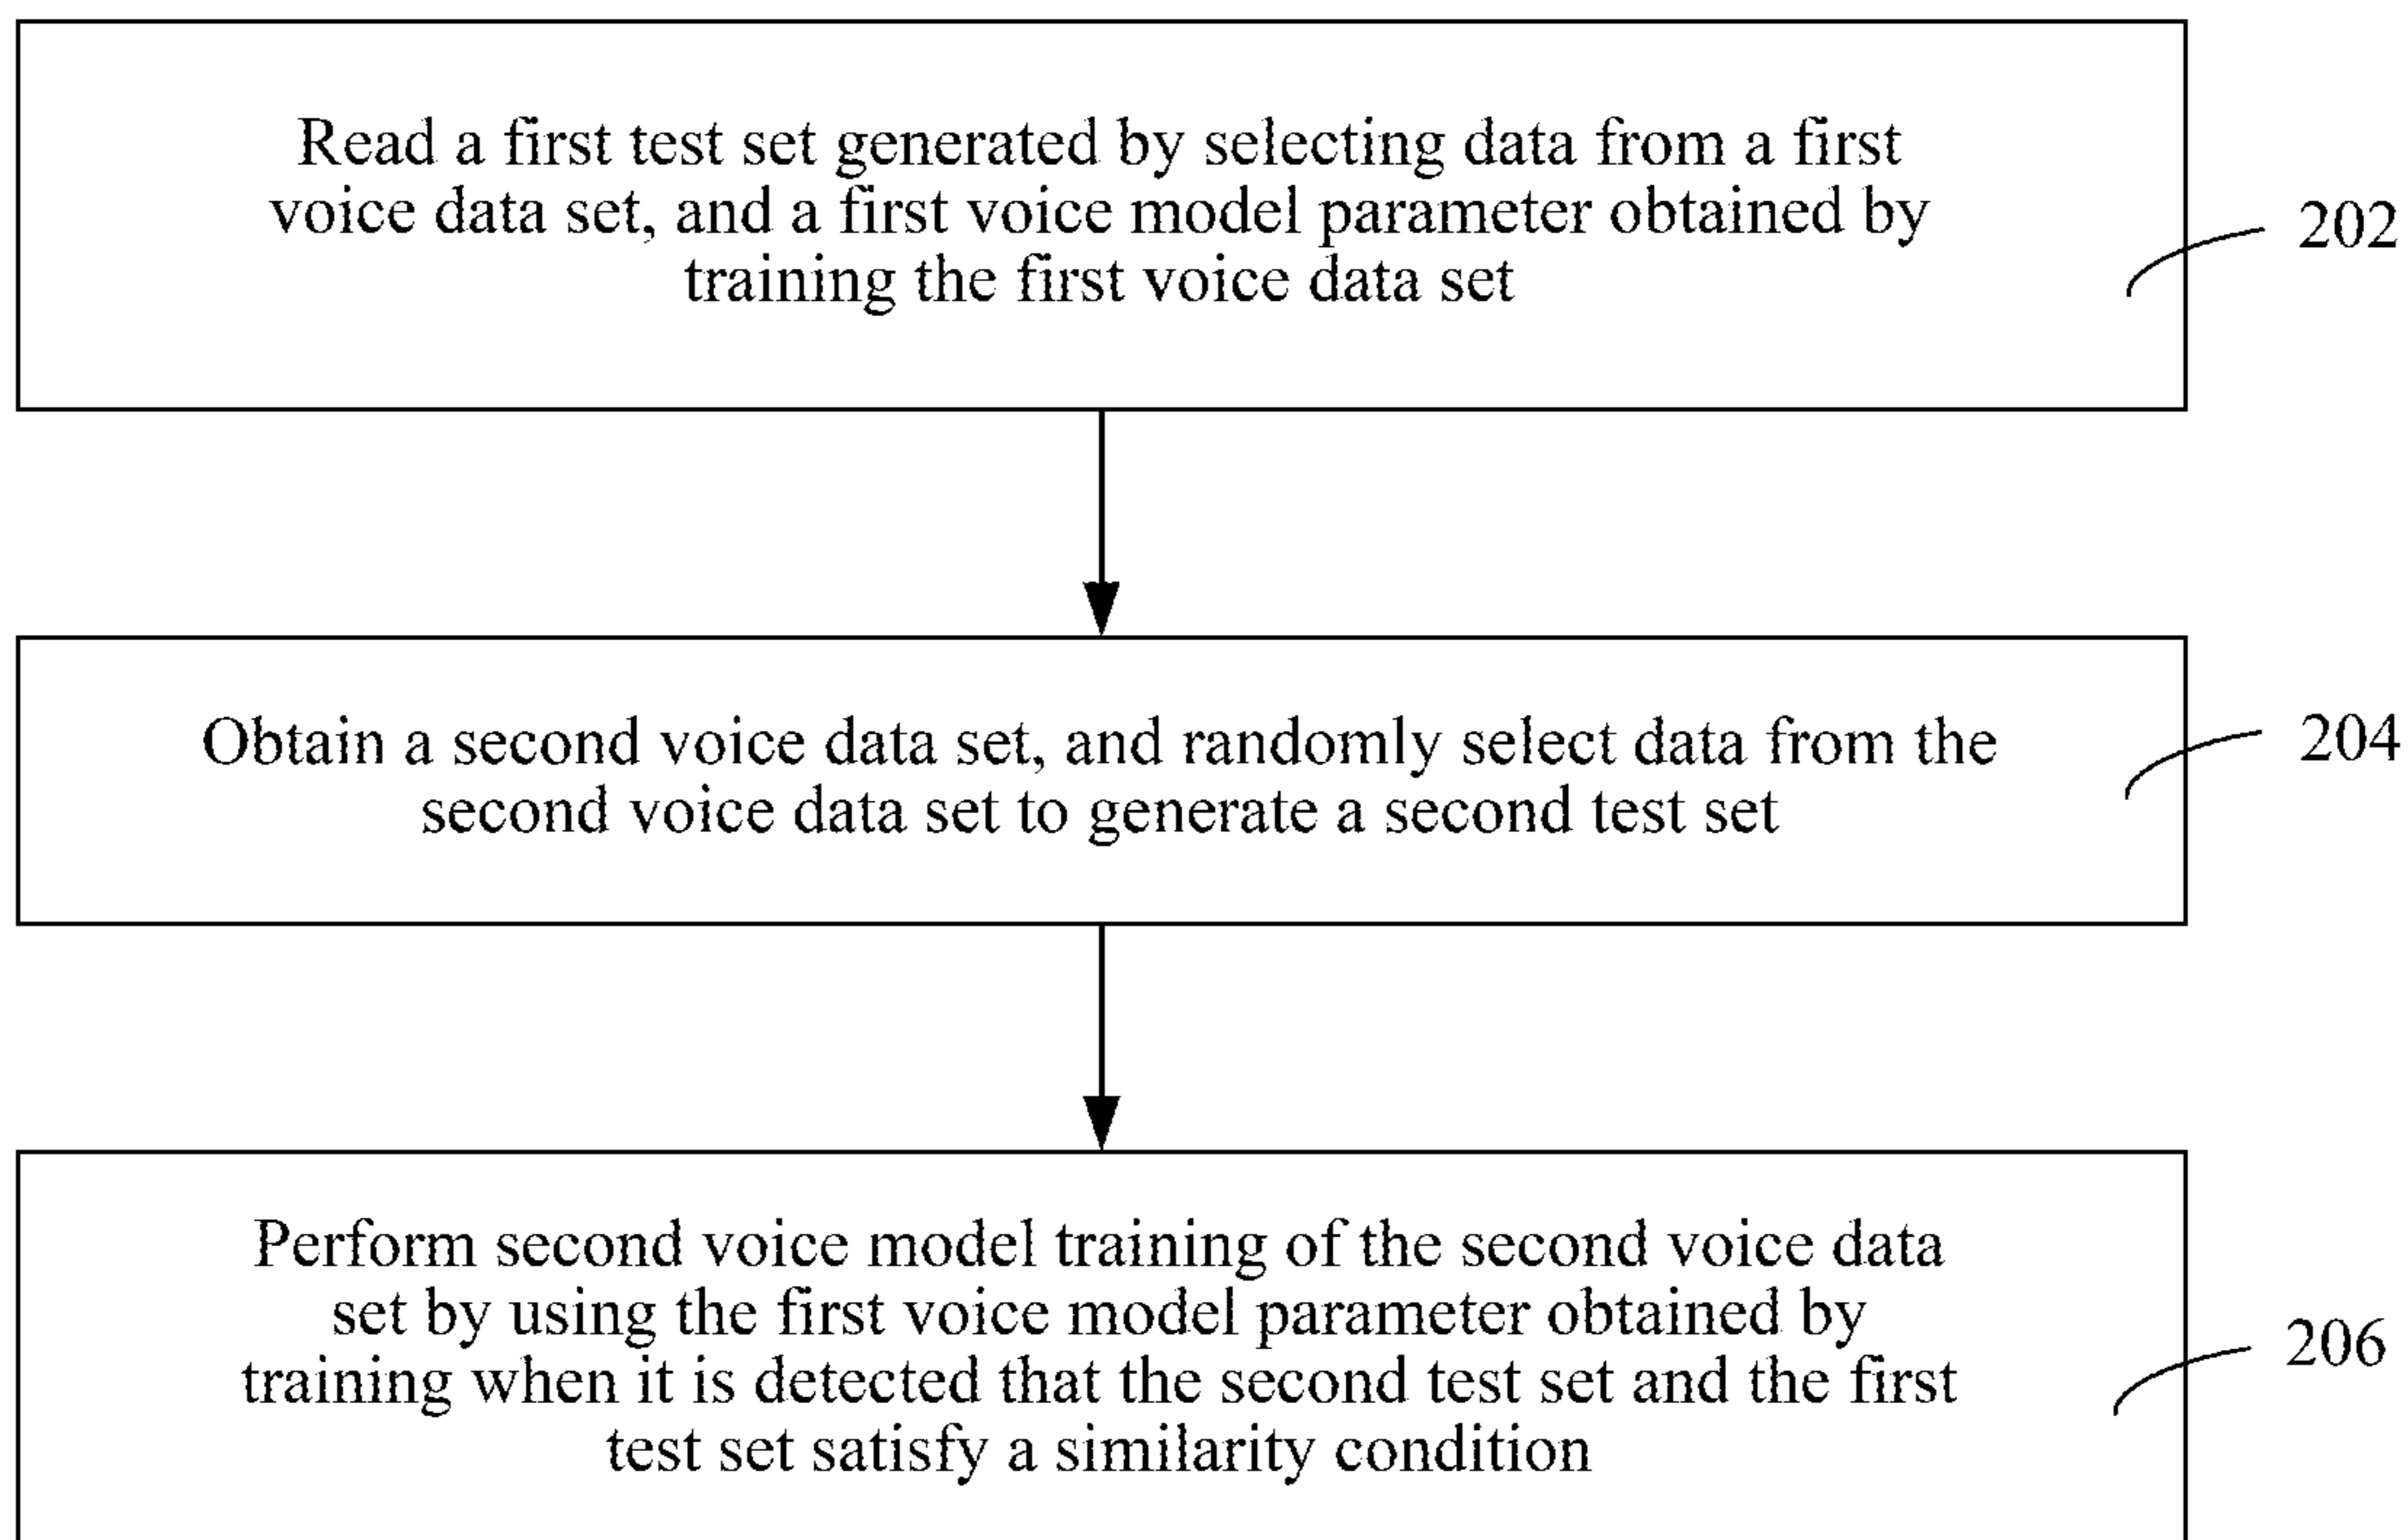 Read a first test set generated by selecting data from a first
voice data set, and a first voice model parameter obtained by
training the first voice data set
202
Obtain a second voice data set, and randomly select data from the
second voice data set to generate a second test set
204
Perform second voice model training of the second voice data
set by using the first voice model parameter obtained by
training when it is detected that the second test set and the first
test set satisfy a similarity condition
206